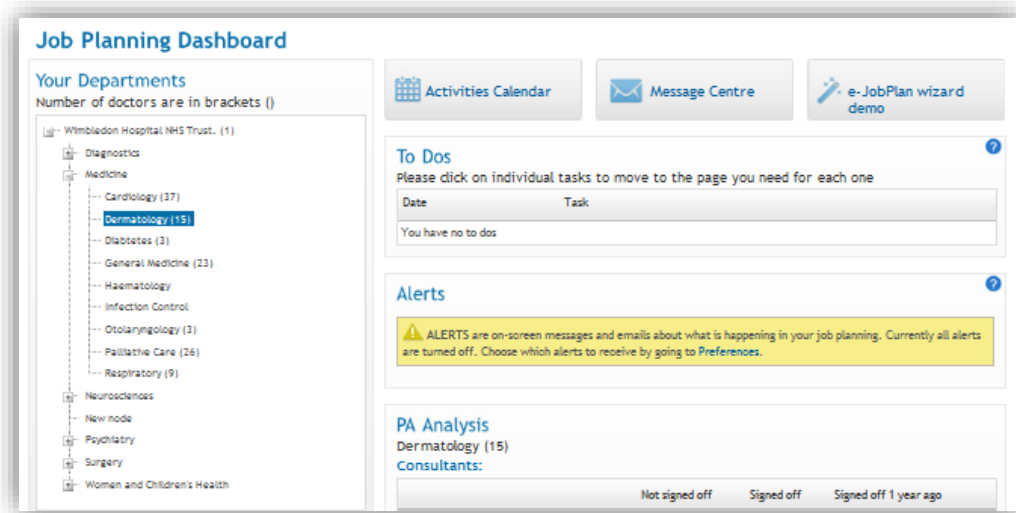 Job Planning Dashboard
Your Departments
Number of doctors are in brackets ()
Wimbledon Hospital NHS Trust. (1)
Diagnostics
Medicine
Cardiology (37)
Dermatology (15)
Diabtetes (3)
General Medicine (23)
Haematology
Infection Control
Otolaryngology (3)
Palliative Care (26)
Respiratory (9)
Neurosciences
New node
Psychiatry
Surgery
Women and Children's Health
Activities Calendar
Message Centre
e-JobPlan wizard
demo
To Dos
Please click on individual tasks to move to the page you need for each one
Date Task
You have no to dos
Alerts
ALERTS are on-screen messages and emails about what is happening in your job planning. Currently all alerts
are turned off. Choose which alerts to receive by going to Preferences.
PA Analysis
Dermatology (15)
Consultants:
Not signed off Signed off Signed off 1 year ago